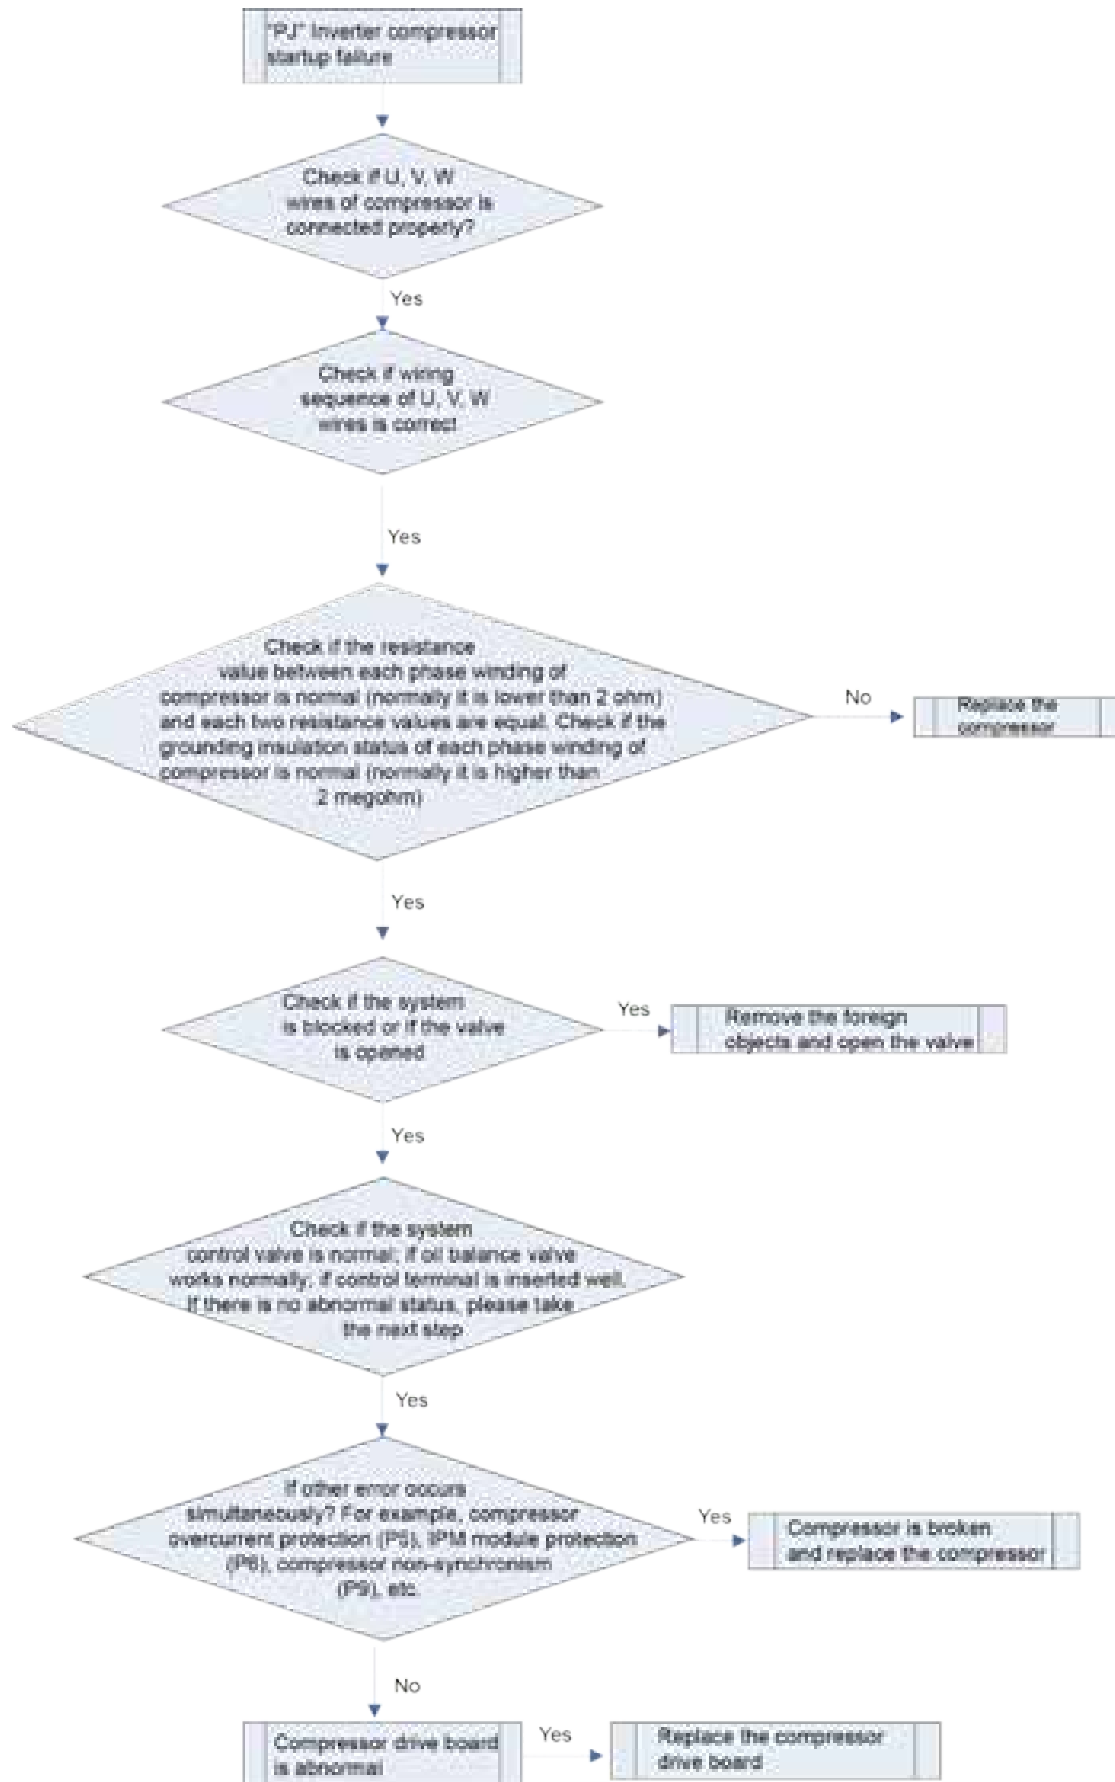 "PJ" Inverter compressor
startup failure
Check if U, V, W
wires of compressor is
connected properly?
Yes
Check if wiring
sequence of U, V, W
wires is correct
Yes
Check if the resistance
value between each phase winding of
compressor is normal (normally it is lower than 2 ohm)
and each two resistance values are equal. Check if the
grounding insulation status of each phase winding of
compressor is normal (normally it is higher than
2 megohm)
No
Replace the
compressor
Yes
Check if the system
is blocked or if the valve
is opened
Yes
Remove the foreign
objects and open the valve
Yes
Check if the system
control valve is normal; if oil balance valve
works normally; if control terminal is inserted well.
If there is no abnormal status, please take
the next step
Yes
If other error occurs
simultaneously? For example, compressor
overcurrent protection (P5), IPM module protection
(P6), compressor non-synchronism
(P9), etc.
Yes
Compressor is broken
and replace the compressor
No
Compressor drive board
is abnormal
Yes
Replace the compressor
drive board